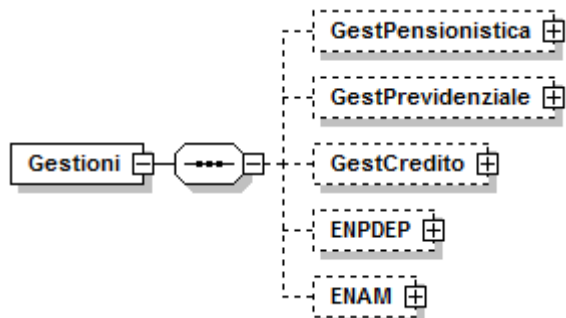 GestPensionistica
GestPrevidenziale
Gestioni
GestCredito
ENPDEP
ENAM